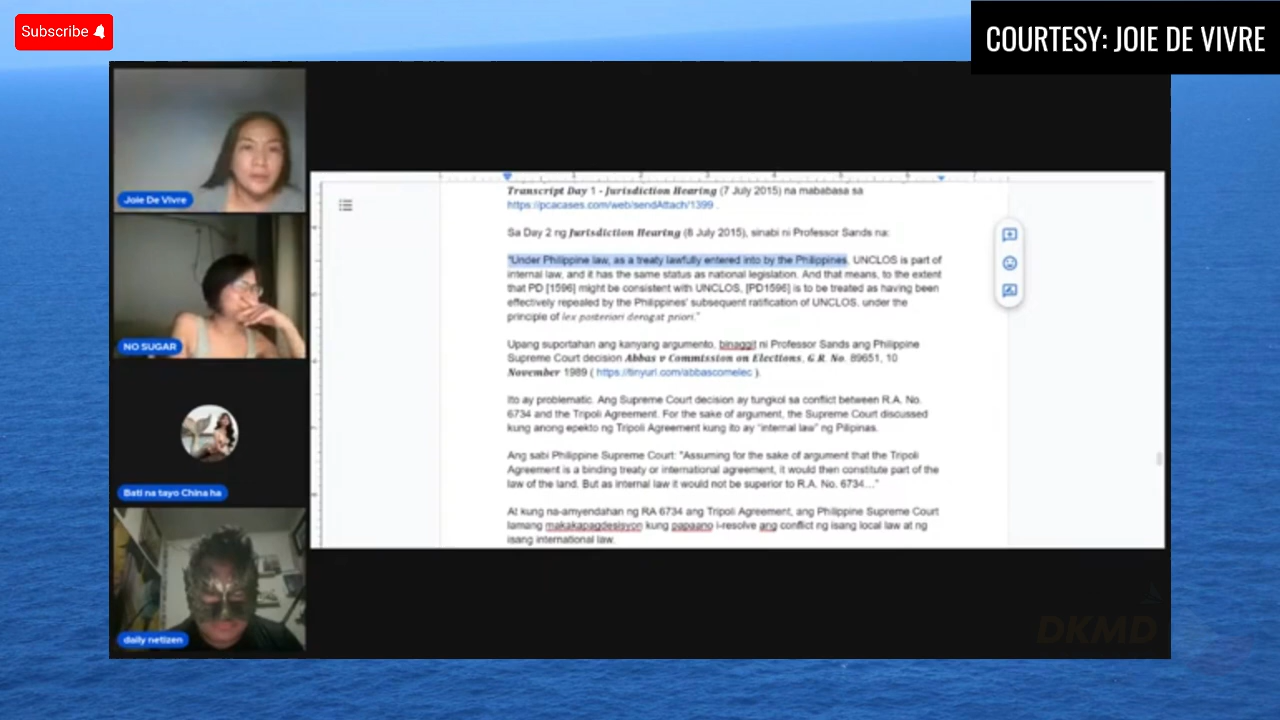 Subscribe
COURTESY: JOIE DE VIVRE
Joie De Vivre
NO SUGAR
Bati na tayo China ha
daily netizen
Transcript Day 1 - Jurisdiction Hearing (7 July 2015) na mababasa sa
https://pcacases.com/web/sendAttach/1399 .
Sa Day 2 ng Jurisdiction Hearing (8 July 2015), sinabi ni Professor Sands na:
"Under Philippine law, as a treaty lawfully entered into by the Philippines, UNCLOS is part of
internal law, and it has the same status as national legislation. And that means, to the extent
that PD [1596] might be consistent with UNCLOS, [PD1596] is to be treated as having been
effectively repealed by the Philippines' subsequent ratification of UNCLOS, under the
principle of lex posteriori derogat priori."
Upang suportahan ang kanyang argumento, binaggit ni Professor Sands ang Philippine
Supreme Court decision Abbas v Commission on Elections, G.R. No. 89651, 10
November 1989 ( https://tinyurl.com/abbascomelec ).
Ito ay problematic. Ang Supreme Court decision ay tungkol sa conflict between R.A. No.
6734 and the Tripoli Agreement. For the sake of argument, the Supreme Court discussed
kung anong epekto ng Tripoli Agreement kung ito ay "internal law" ng Pilipinas.
Ang sabi Philippine Supreme Court: "Assuming for the sake of argument that the Tripoli
Agreement is a binding treaty or international agreement, it would then constitute part of the
law of the land. But as internal law it would not be superior to R.A. No. 6734..."
At kung na-amyendahan ng RA 6734 ang Tripoli Agreement, ang Philippine Supreme Court
lamang makakapagdesisyon kung papaano i-resolve ang conflict ng isang local law at ng
isang international law.
DKMD